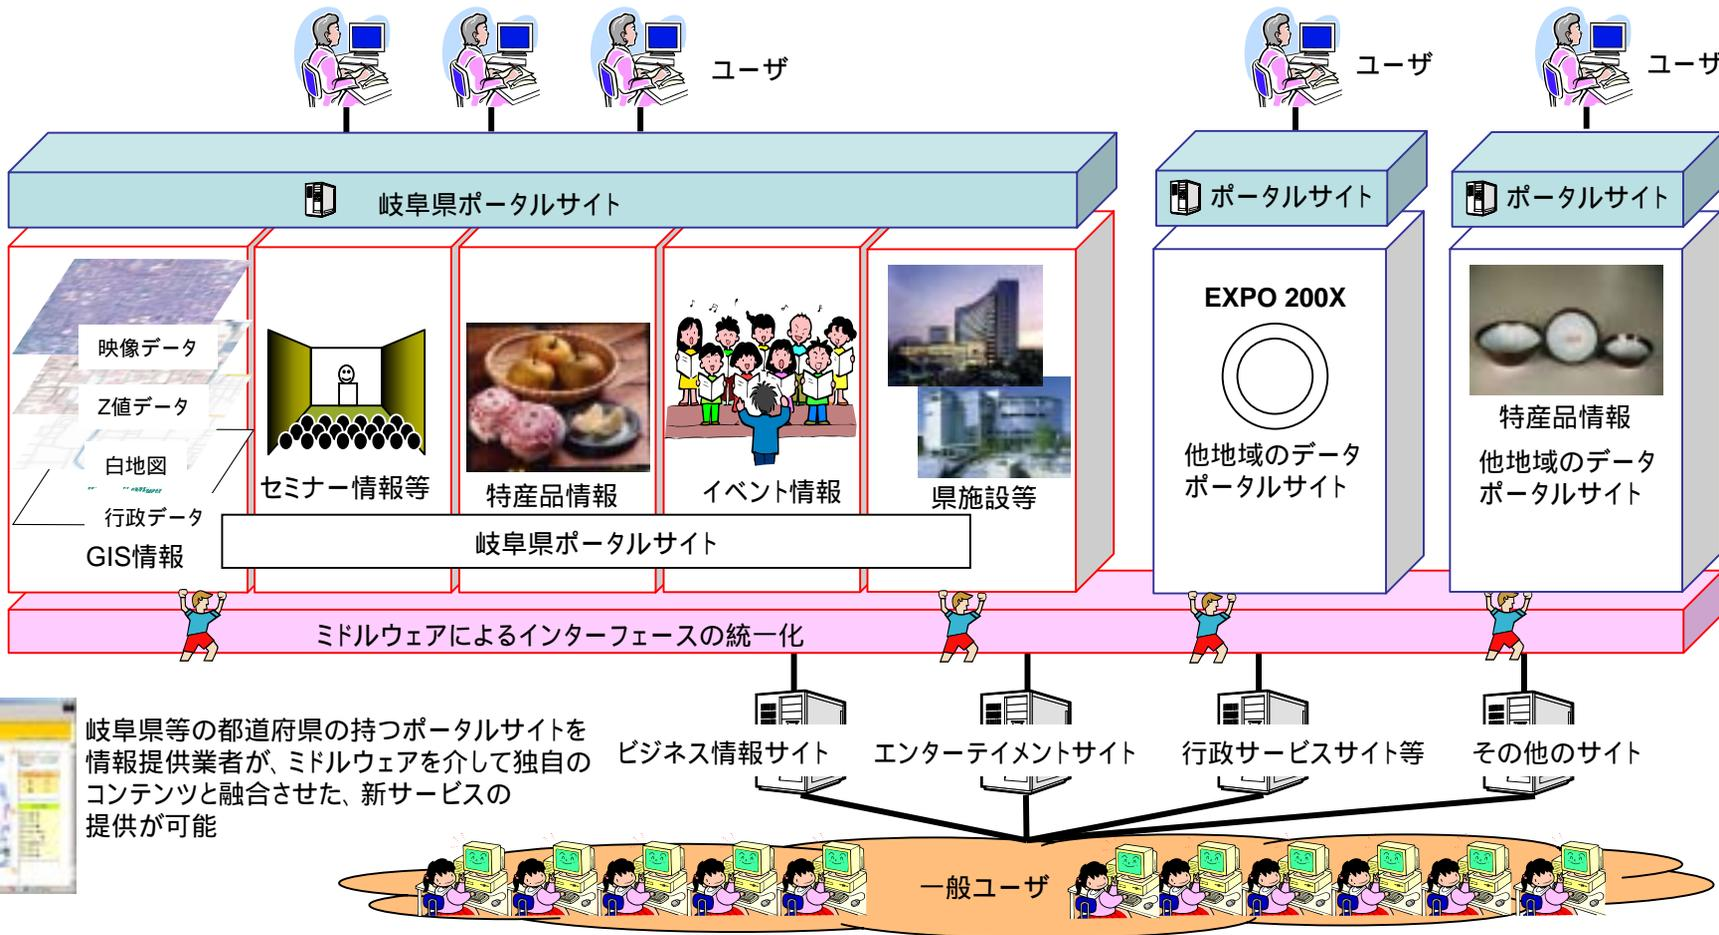 ユーザ
ユーザ
ユーザ
岐阜県ポータルサイト
ポータルサイト
ポータルサイト
映像データ
Z値データ
白地図
行政データ
GIS情報
セミナー情報等
特産品情報
イベント情報
県施設等
岐阜県ポータルサイト
EXPO 200X
他地域のデータ
ポータルサイト
特産品情報
他地域のデータ
ポータルサイト
ミドルウェアによるインターフェースの統一化
岐阜県等の都道府県の持つポータルサイトを
情報提供業者が、ミドルウェアを介して独自の
コンテンツと融合させた、新サービスの
提供が可能
ビジネス情報サイト
エンターテイメントサイト
行政サービスサイト等
その他のサイト
一般ユーザ